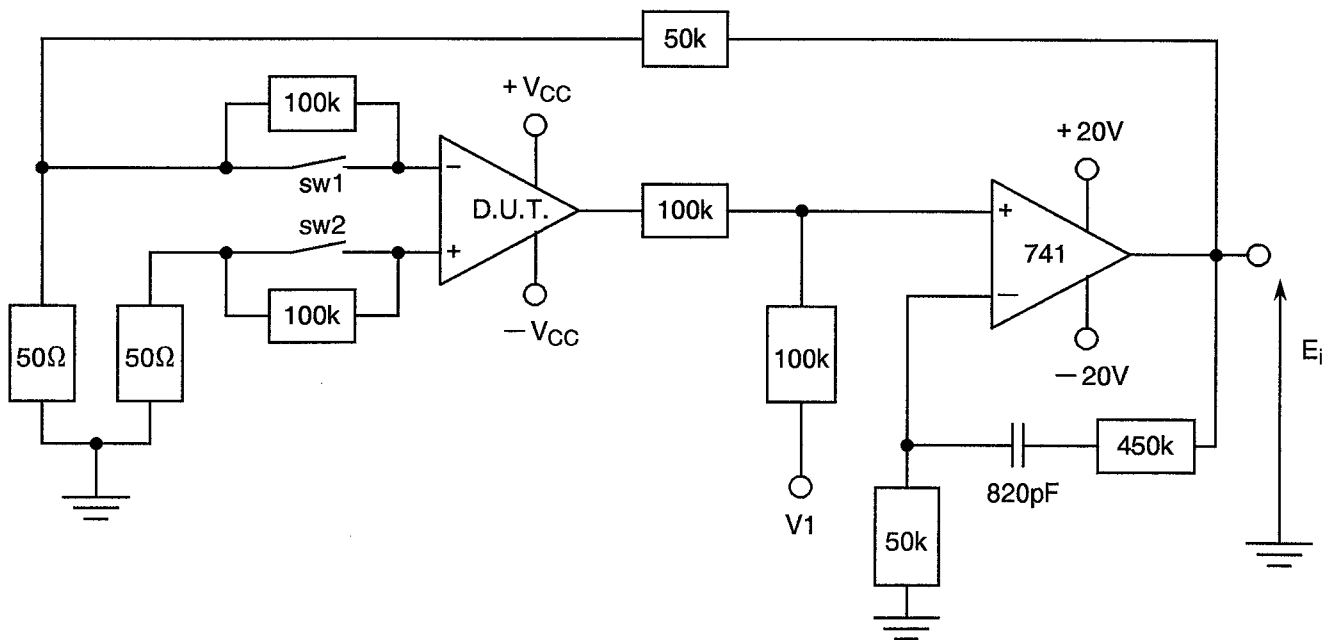 50k
100k
+ VCC
sw1
−
D.U.T.
sw2
+
100k
− VCC
50Ω
50Ω
100k
+ 20V
+
741
−
− 20V
100k
V1
Ei
450k
820pF
50k